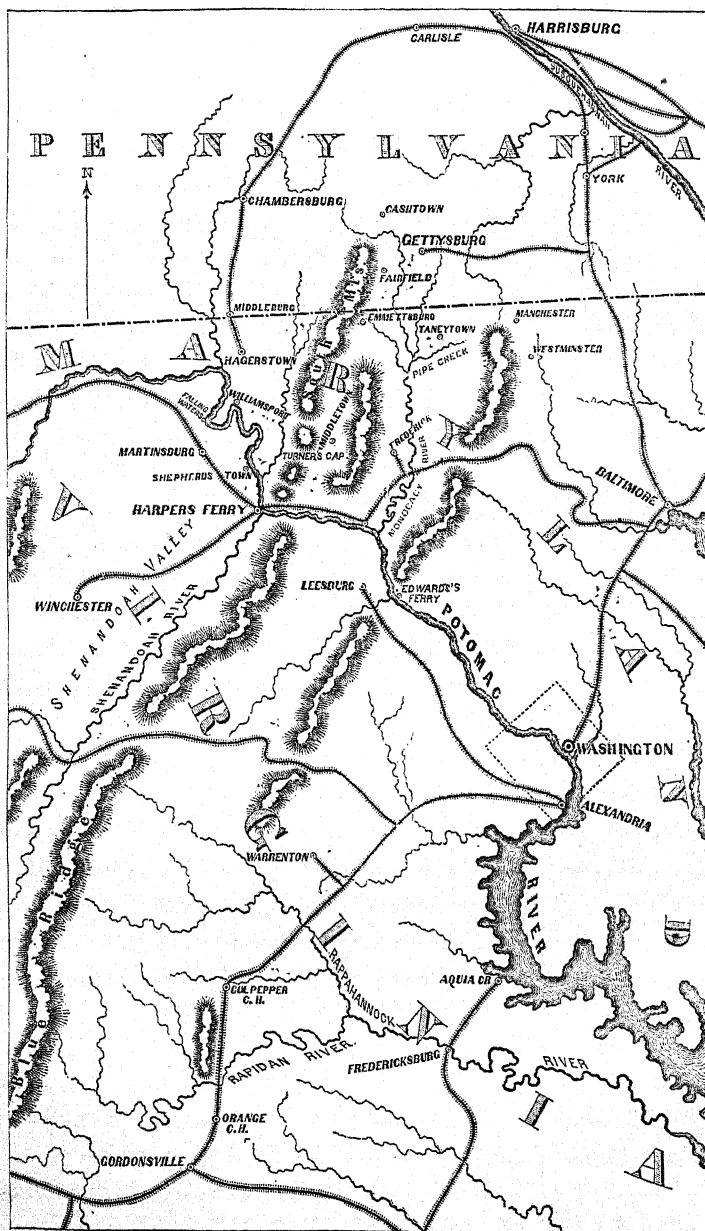 HARRISBURG
CARLISLE
SUSQUEHANNAH
RIVER
PENNSYLVANIA
N
YORK
CHAMBERSBURG
CASHTOWN
GETTYSBURG
FAIRFIELD
South Mts
MIDDLEBURG
EMMETTSBURG
MANCHESTER
TANEYTOWN
MARYLAND
HAGERSTOWN
WESTMINSTER
PIPE CREEK
WILLIAMSPORT
FALLING WATERS
MIDDLETOWN
FREDERICK
MARTINSBURG
TURNERS GAP
SHEPHERDS TOWN
MONOCACY RIVER
BALTIMORE
HARPERS FERRY
VIRGINIA
LEESBURG
EDWARDS'S
FERRY
WINCHESTER
SHENANDOAH VALLEY
SHENANDOAH RIVER
POTOMAC
RIVER
WASHINGTON
ALEXANDRIA
Blue Ridge
WARRENTON
AQUIA CR
CULPEPPER
C.H.
RAPPAHANNOCK
RIVER
RAPIDAN RIVER.
FREDERICKSBURG
ORANGE
C.H.
GORDONSVILLE